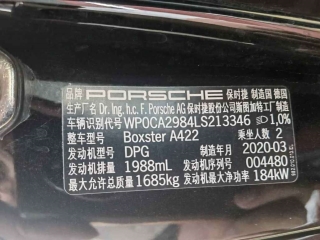 品牌 PORSCHE 保时捷 制造国 德国
生产厂名 Dr. Ing. h.c. F. Porsche AG 保时捷股份公司斯图加特工厂制造
车辆识别代号 WP0CA2984LS213346 1,0%
整车型号 Boxster A422 乘坐人数 2
发动机型号 DPG 制造年月 2020-03
发动机排量 1988mL 发动机序列号 004480
最大允许总质量 1685kg 发动机最大净功率 184kW